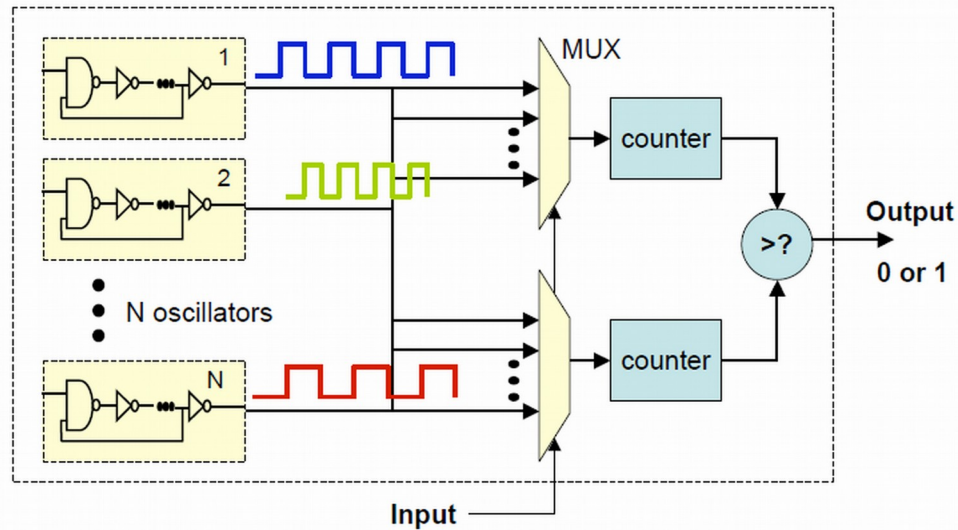 1
MUX
counter
2
Output
>?
0 or 1
N oscillators
counter
N
Input